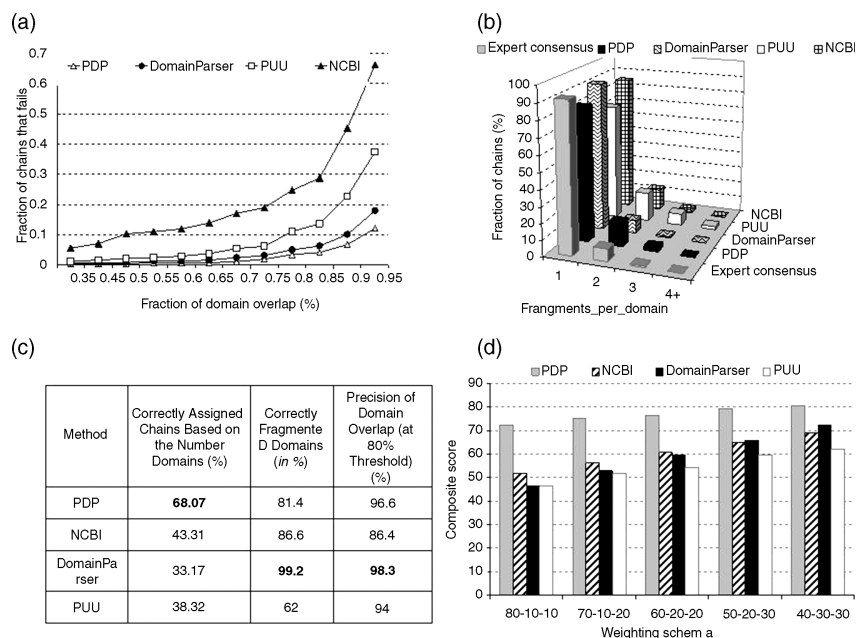 (a)
PDP DomainParser PUU NCBI
0.7
0.6
0.5
0.4
0.3
0.2
0.1
0
Fraction of chains that fails
0.35 0.45 0.5 0.55 0.6 0.65 0.7 0.75 0.8 0.85 0.9 0.95
Fraction of domain overlap (%)
(b)
Expert consensus PDP DomainParser PUU NCBI
100
90
80
70
60
50
40
30
20
10
0
Fraction of chains (%)
1 2 3 4+
Frangments_per_domain
NCBI
PUU
DomainParser
PDP
Expert consensus
(c)
Method
Correctly Assigned
Chains Based on
the Number
Domains (%)
Correctly
Fragmente
D Domains
(in %)
Precision of
Domain
Overlap (at
80%
Threshold)
(%)
PDP 68.07 81.4 96.6
NCBI 43.31 86.6 86.4
DomainPa
rser
33.17 99.2 98.3
PUU 38.32 62 94
(d)
PDP NCBI DomainParser PUU
90
80
70
60
50
40
30
20
10
0
Composite score
80-10-10 70-10-20 60-20-20 50-20-30 40-30-30
Weighting schem a